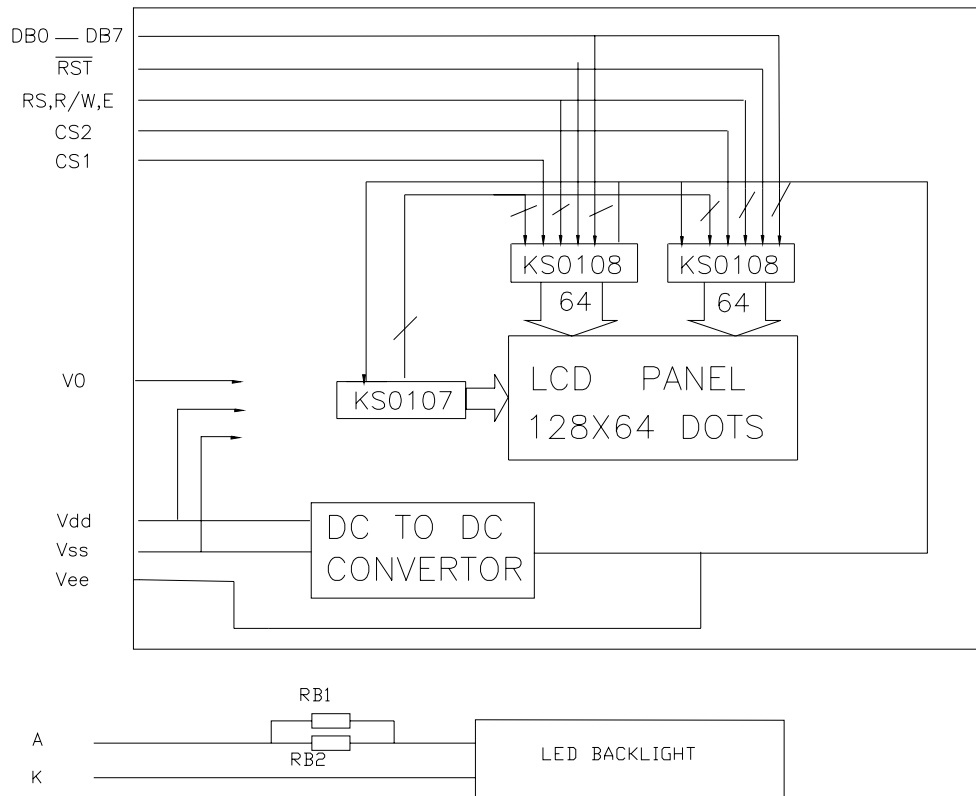 DB0 — DB7
RST
RS,R/W,E
CS2
CS1
KS0108
KS0108
64
64
V0
KS0107
LCD PANEL
128X64 DOTS
Vdd
Vss
Vee
DC TO DC
CONVERTOR
RB1
A
RB2
LED BACKLIGHT
K